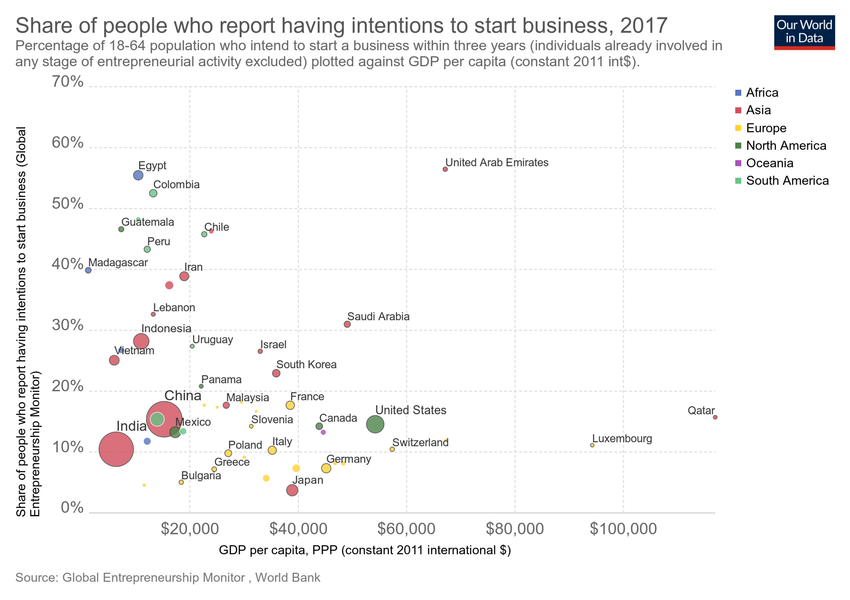 Share of people who report having intentions to start business, 2017
Percentage of 18-64 population who intend to start a business within three years (individuals already involved in
any stage of entrepreneurial activity excluded) plotted against GDP per capita (constant 2011 int$).
Our World
in Data
Share of people who report having intentions to start business (Global
Entrepreneurship Monitor)
70%
60%
50%
40%
30%
20%
10%
0%
Egypt
United Arab Emirates
Colombia
Guatemala
Chile
Peru
Madagascar
Iran
Lebanon
Saudi Arabia
Indonesia
Uruguay
Israel
Vietnam
South Korea
Panama
China
Malaysia
France
United States
Qatar
India
Mexico
Slovenia
Canada
Luxembourg
Poland
Italy
Switzerland
Greece
Germany
Bulgaria
Japan
$20,000
$40,000
$60,000
$80,000
$100,000
GDP per capita, PPP (constant 2011 international $)
Africa
Asia
Europe
North America
Oceania
South America
Source: Global Entrepreneurship Monitor , World Bank